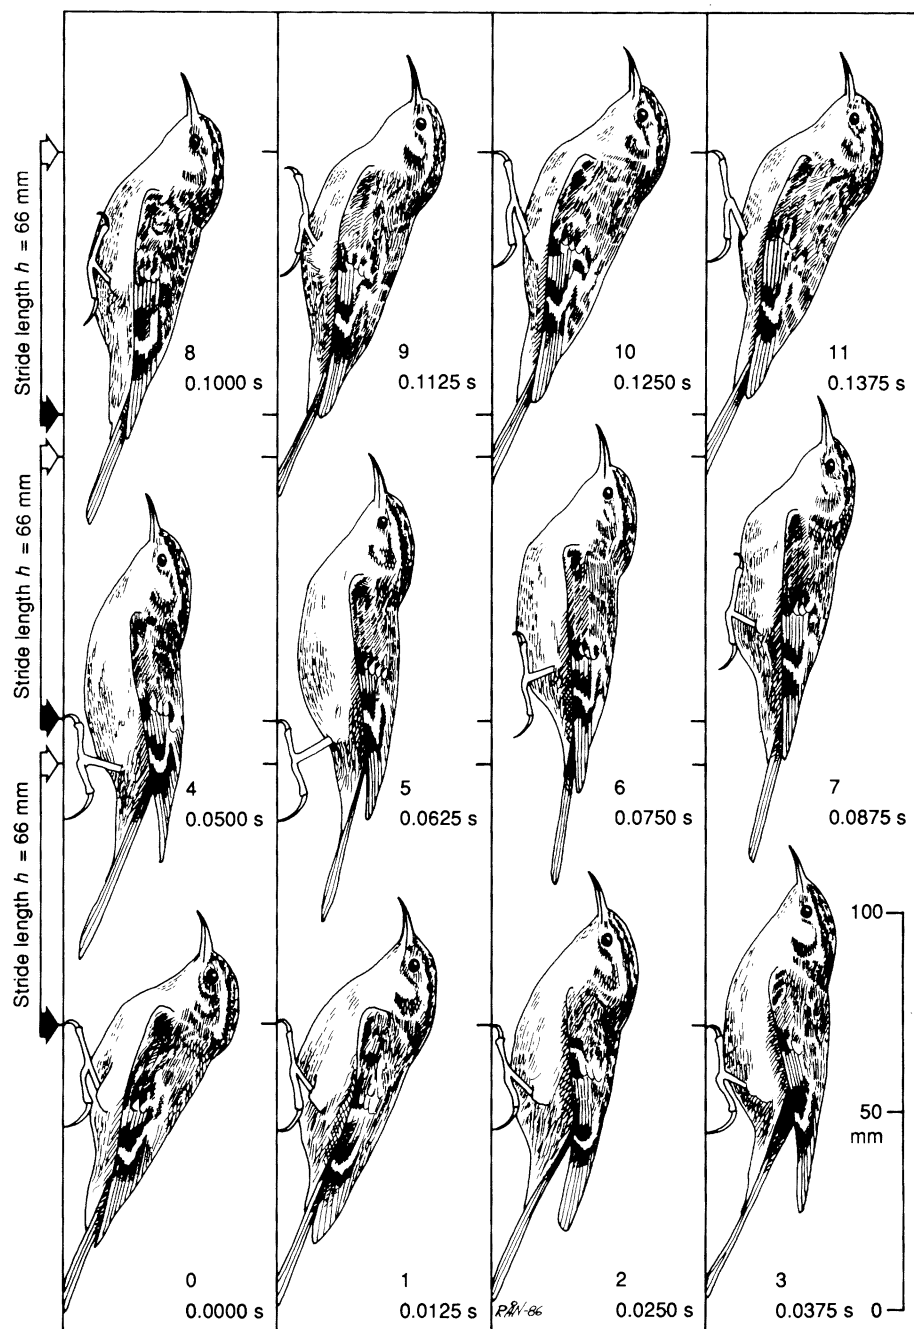 Stride length h = 66 mm
8
0.1000 s
9
0.1125 s
10
0.1250 s
11
0.1375 s
Stride length h = 66 mm
4
0.0500 s
5
0.0625 s
6
0.0750 s
7
0.0875 s
Stride length h = 66 mm
100
50
mm
0
0
0.0000 s
1
0.0125 s
2
0.0250 s
RÅN-86
3
0.0375 s